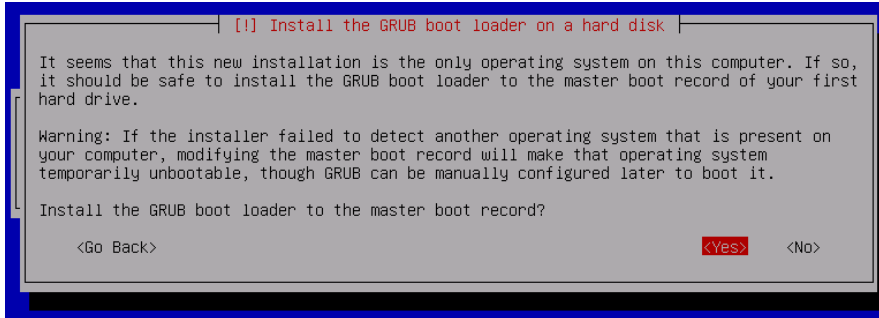 [!] Install the GRUB boot loader on a hard disk
It seems that this new installation is the only operating system on this computer. If so,
it should be safe to install the GRUB boot loader to the master boot record of your first
hard drive.
Warning: If the installer failed to detect another operating system that is present on
your computer, modifying the master boot record will make that operating system
temporarily unbootable, though GRUB can be manually configured later to boot it.
Install the GRUB boot loader to the master boot record?
<Go Back> <Yes> <No>